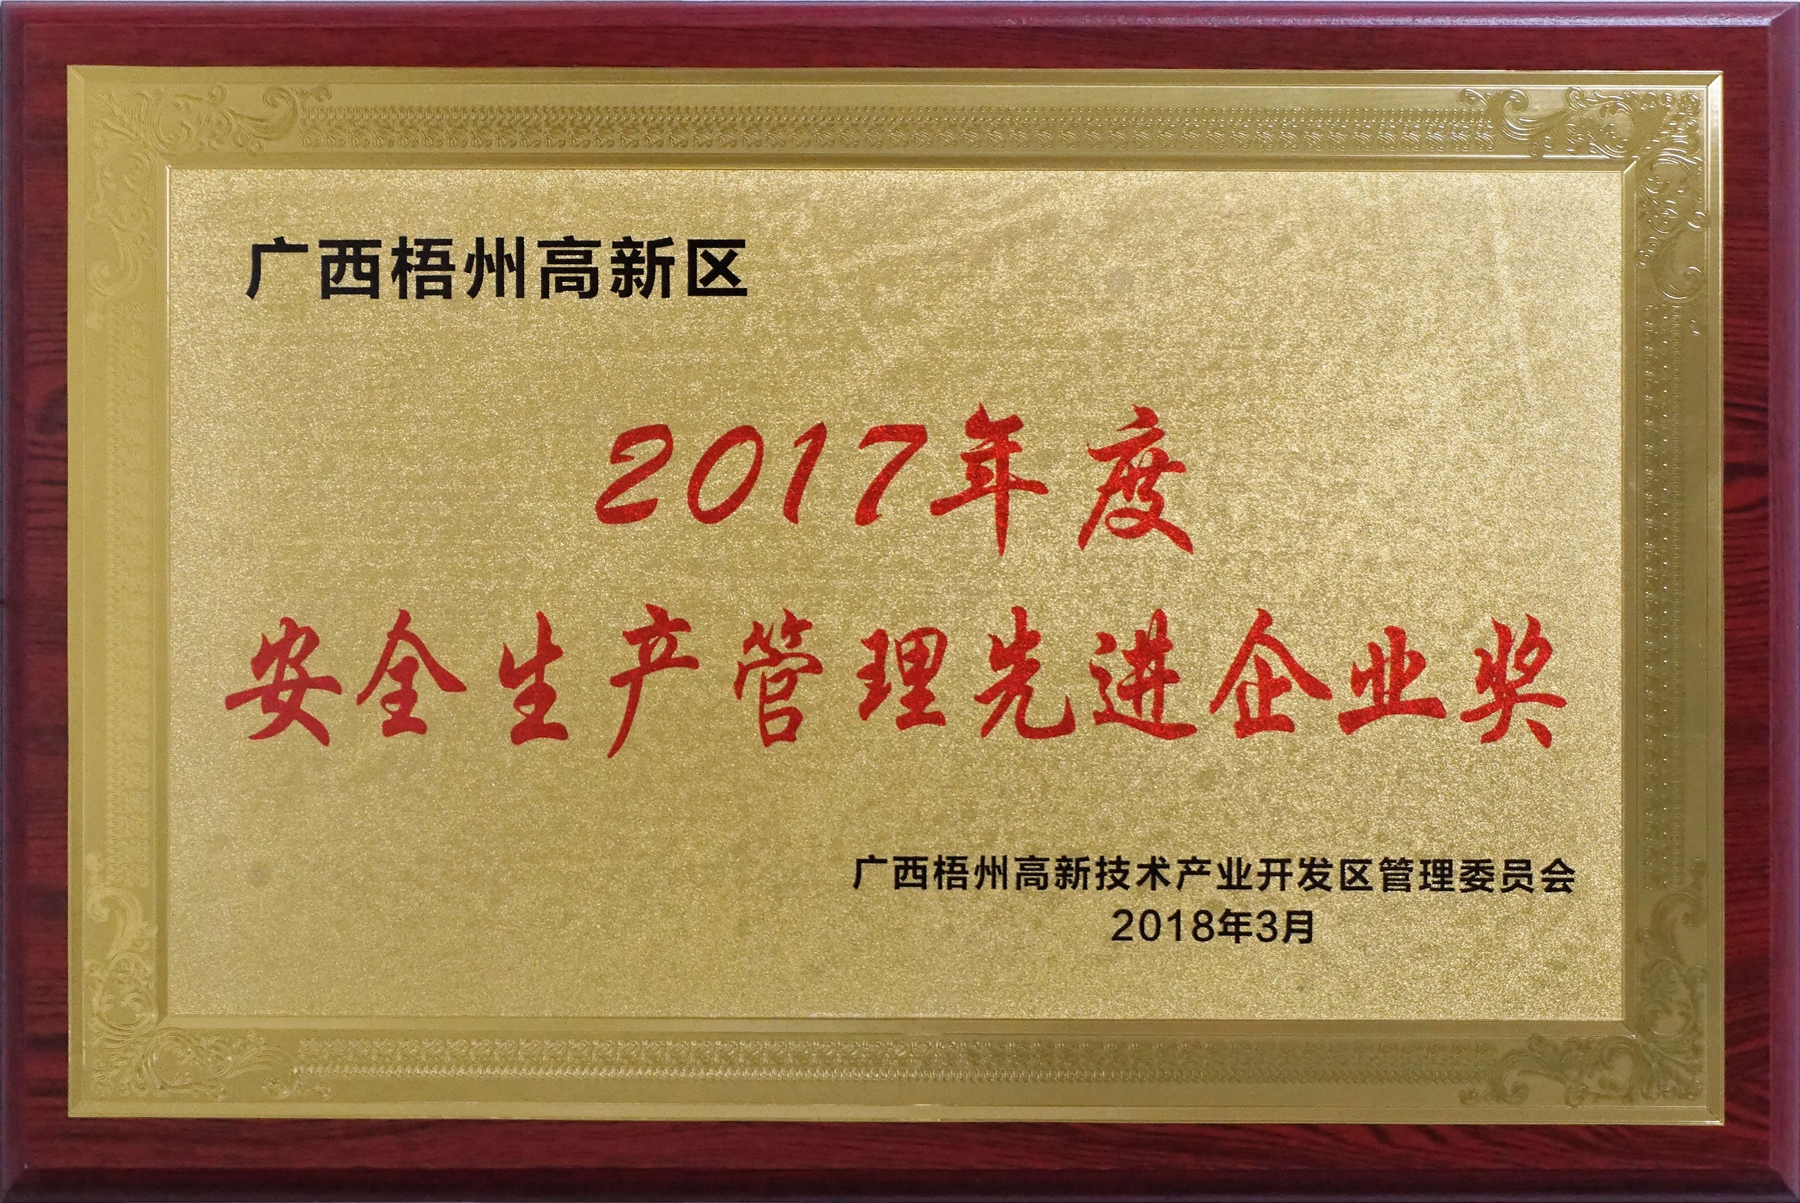 广西梧州高新区
2017年度
安全生产管理先进企业奖
广西梧州高新技术产业开发区管理委员会
2018年3月